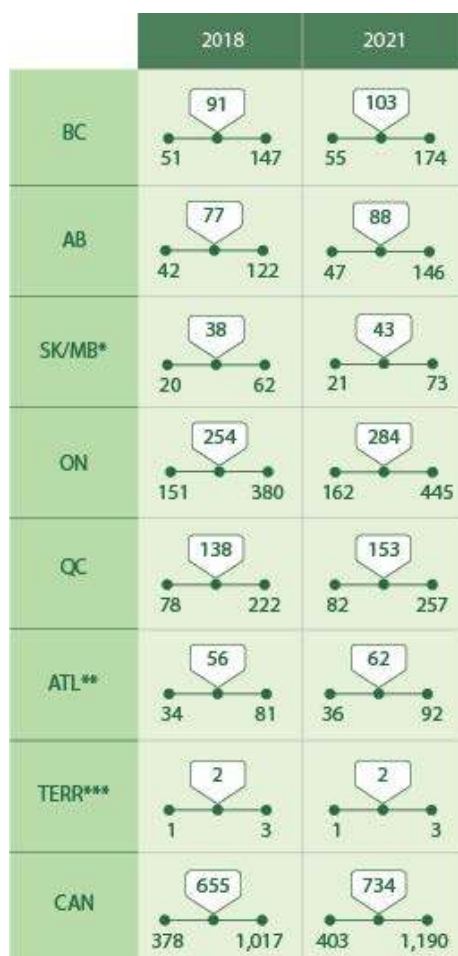 2018 2021
BC
91 103
51 147 55 174
AB
77 88
42 122 47 146
SK/MB*
38 43
20 62 21 73
ON
254 284
151 380 162 445
QC
138 153
78 222 82 257
ATL**
56 62
34 81 36 92
TERR***
2 2
1 3 1 3
CAN
655 734
378 1,017 403 1,190